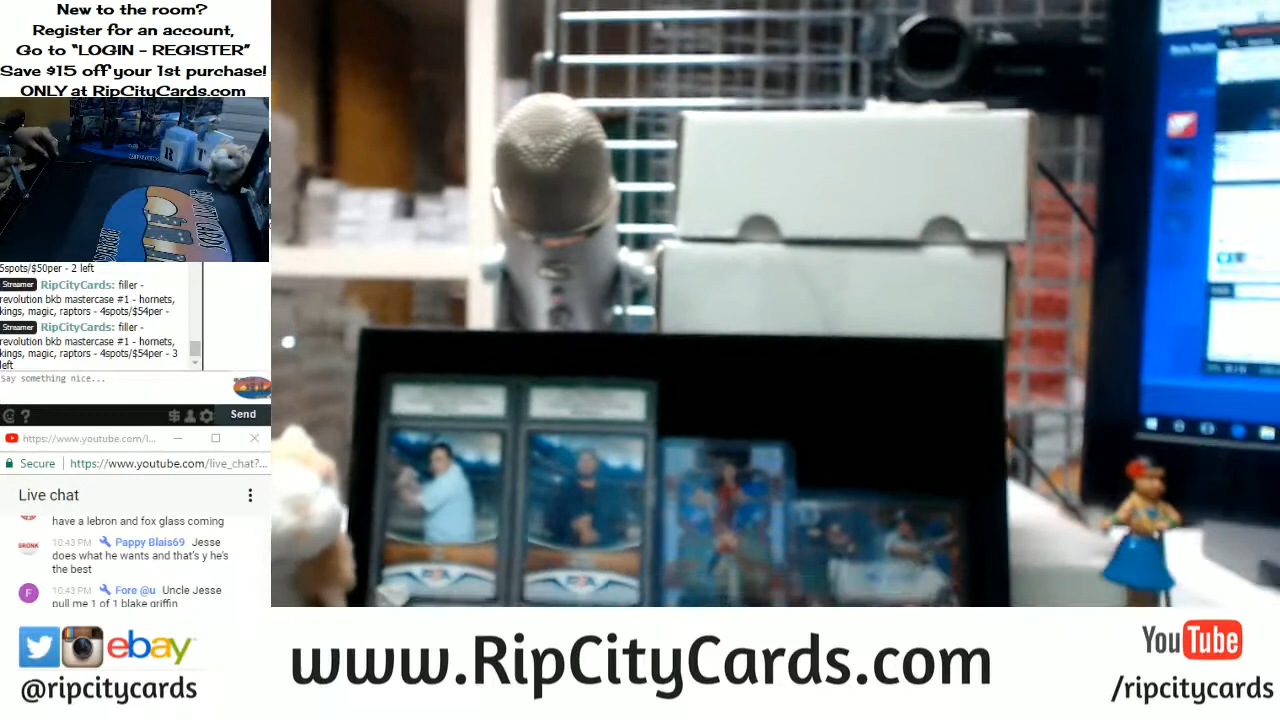 New to the room?
Register for an account,
Go to “LOGIN - REGISTER”
Save $15 off your 1st purchase!
ONLY at RipCityCards.com
R T
5spots/$50per - 2 left
Streamer RipCityCards: filler -
revolution bkb mastercase #1 - hornets,
kings, magic, raptors - 4spots/$54per -
Streamer RipCityCards: filler -
revolution bkb mastercase #1 - hornets,
kings, magic, raptors - 4spots/$54per - 3
left
Say something nice...
Send
https://www.youtube.com/l...
Secure https://www.youtube.com/live_chat?...
Live chat
have a lebron and fox glass coming
10:43 PM Pappy Blais69 Jesse
does what he wants and that's y he's
the best
10:43 PM Fore @u Uncle Jesse
pull me 1 of 1 blake griffin
ebay
@ripcitycards
www.RipCityCards.com
YouTube
/ripcitycards